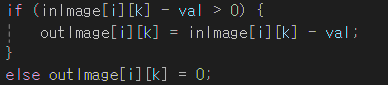 if (inImage[i][k] - val > 0) {
    outImage[i][k] = inImage[i][k] - val;
}
else outImage[i][k] = 0;